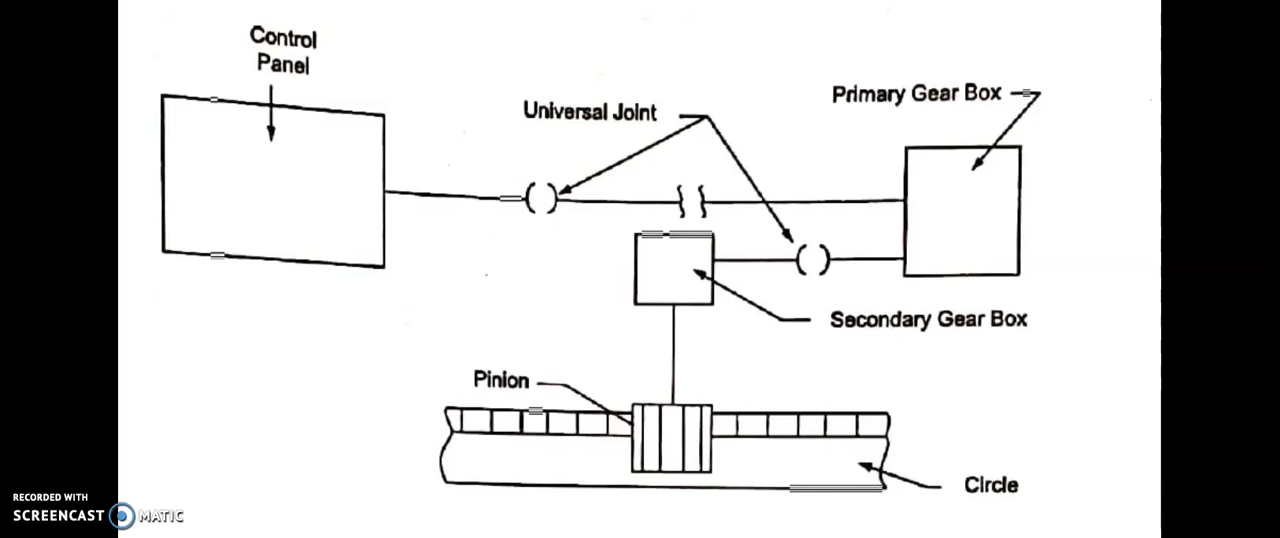 Control
Panel
Universal Joint
Primary Gear Box
Secondary Gear Box
Pinion
Circle
RECORDED WITH
SCREENCAST MATIC